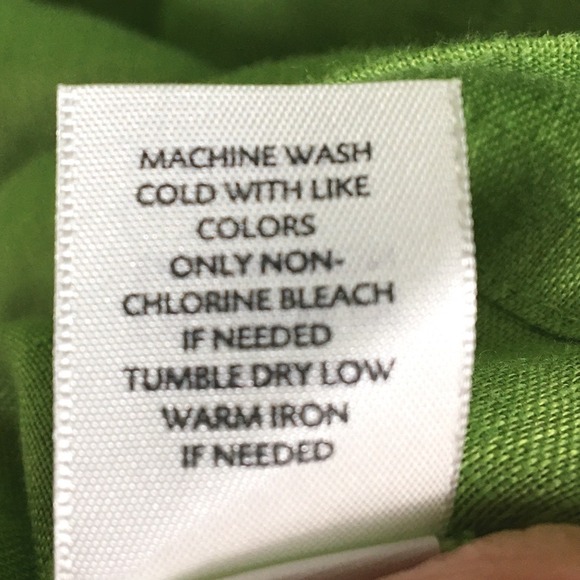 MACHINE WASH
COLD WITH LIKE
COLORS
ONLY NON-
CHLORINE BLEACH
IF NEEDED
TUMBLE DRY LOW
WARM IRON
IF NEEDED